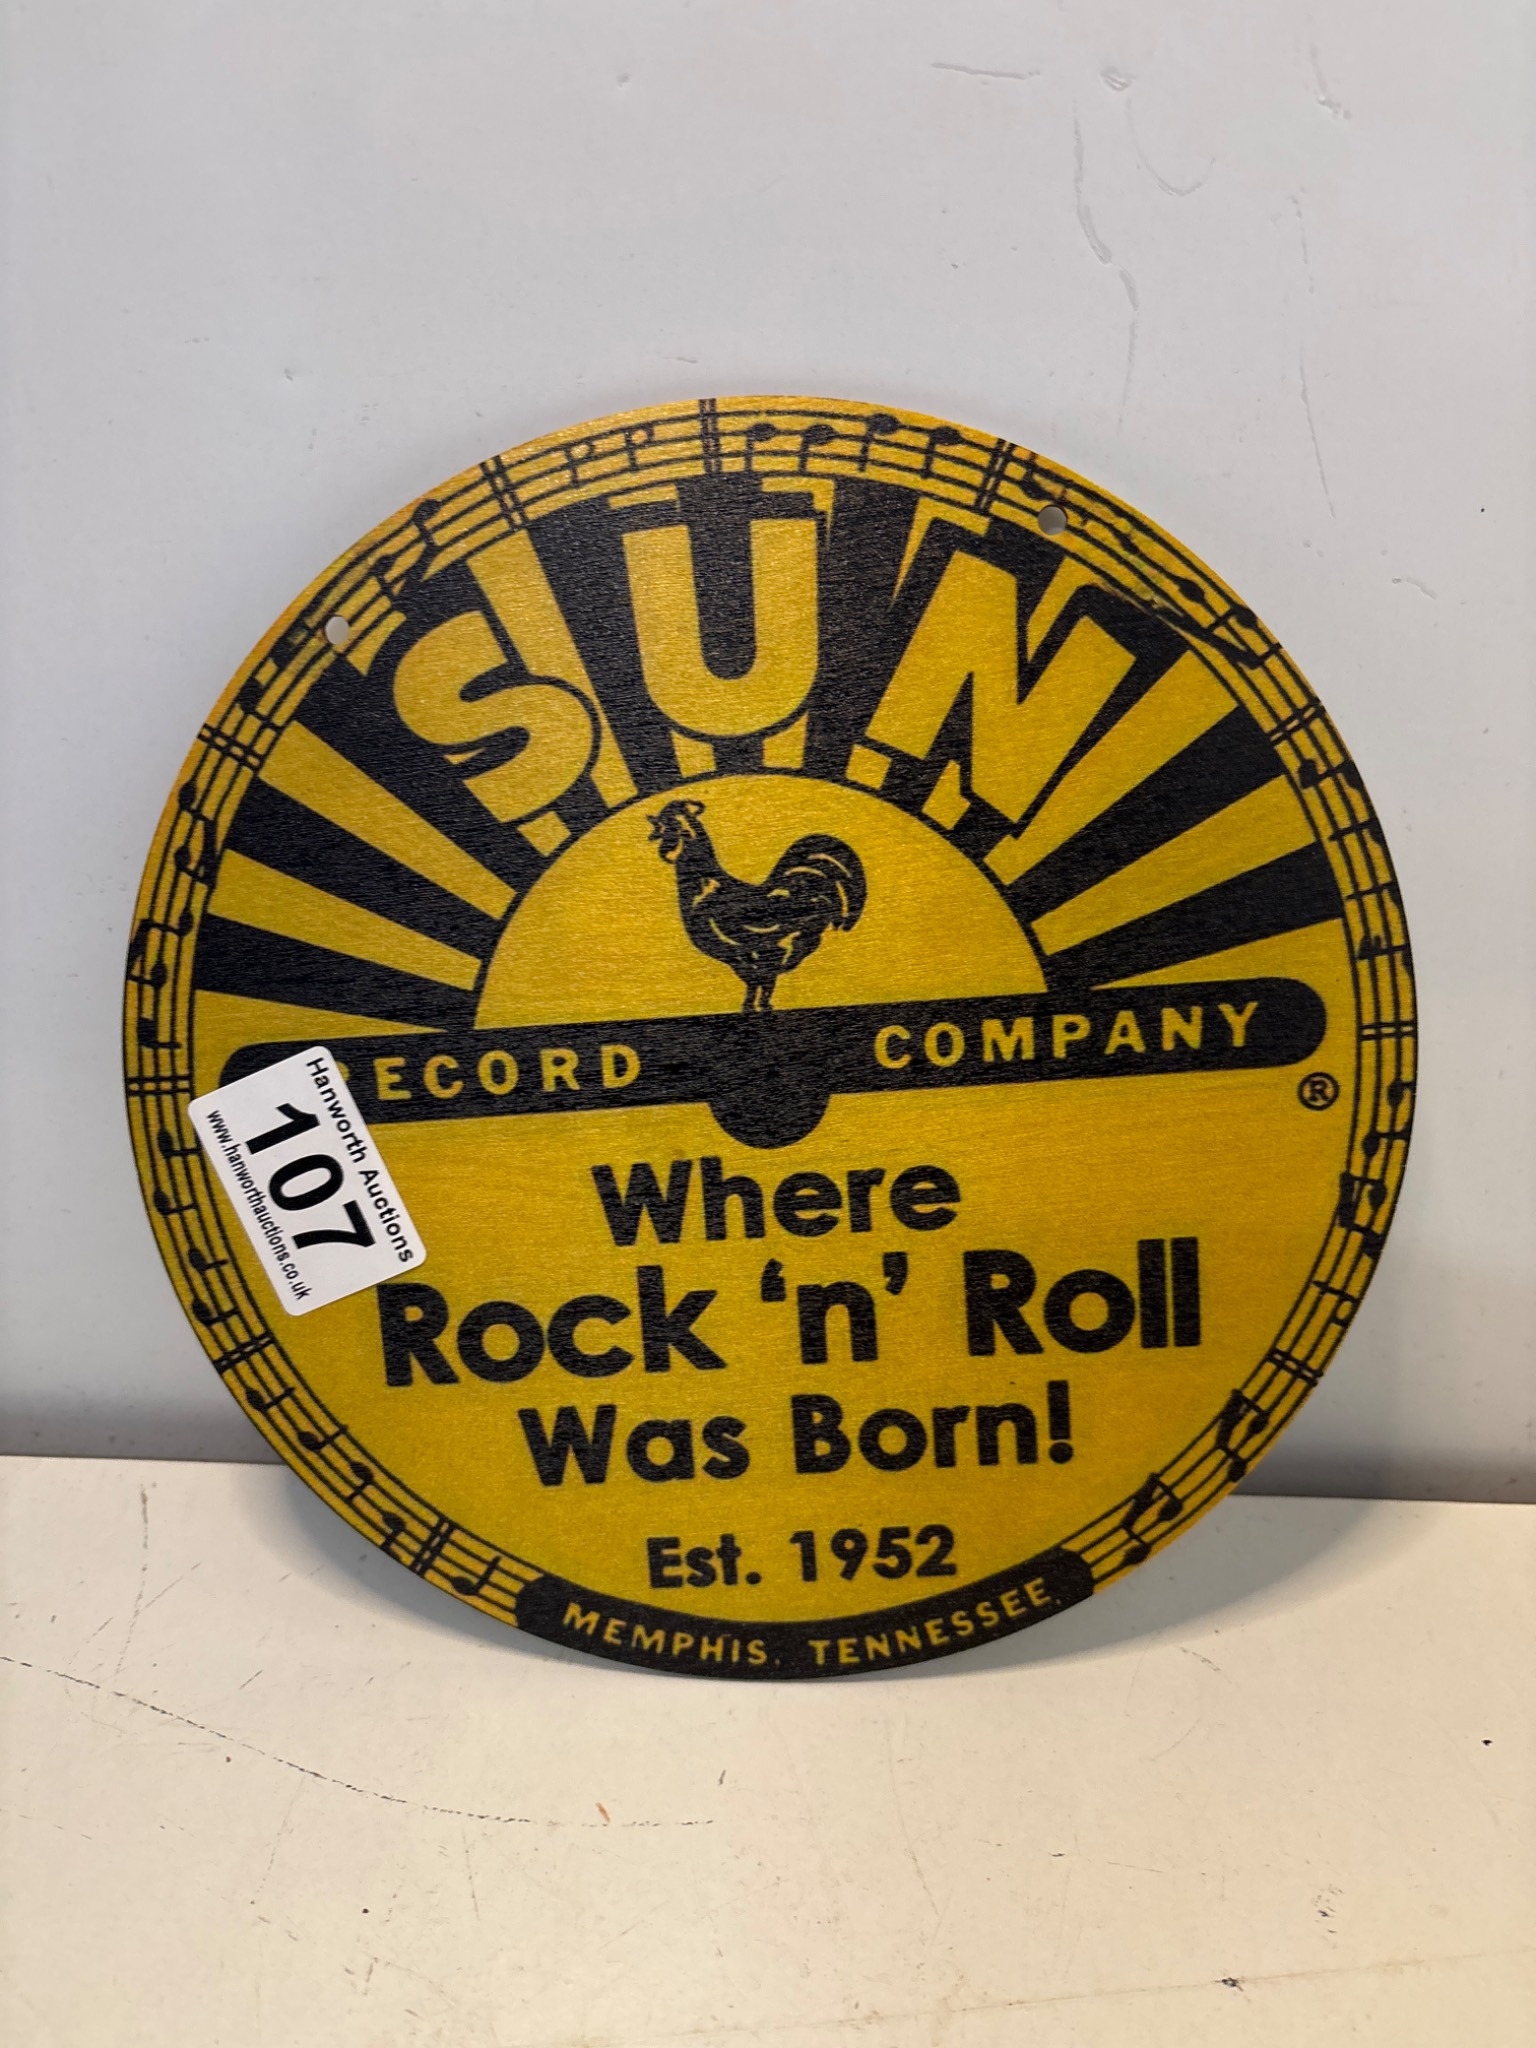 SUN
RECORD COMPANY
®
Where
Rock 'n' Roll
Was Born!
Est. 1952
MEMPHIS, TENNESSEE.
Hanworth Auctions
107
www.hanworthauctions.co.uk